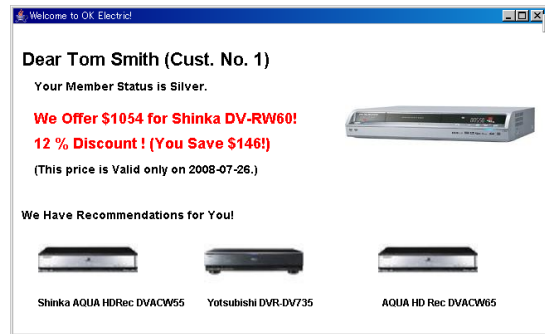 Welcome to OK Electric!
Dear Tom Smith (Cust. No. 1)
Your Member Status is Silver.
We Offer $1054 for Shinka DV-RW60!
12 % Discount ! (You Save $146!)
(This price is Valid only on 2008-07-26.)
We Have Recommendations for You!
Shinka AQUA HDRec DVACW55 Yotsubishi DVR-DV735 AQUA HD Rec DVACW65